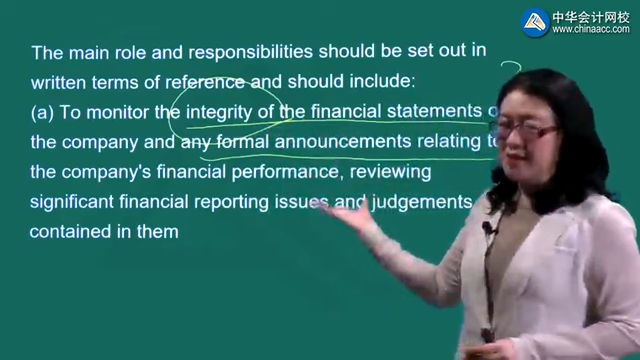 中华会计网校
www.chinaacc.com
The main role and responsibilities should be set out in
written terms of reference and should include:
(a) To monitor the integrity of the financial statements o
the company and any formal announcements relating to
the company's financial performance, reviewing
significant financial reporting issues and judgements
contained in them